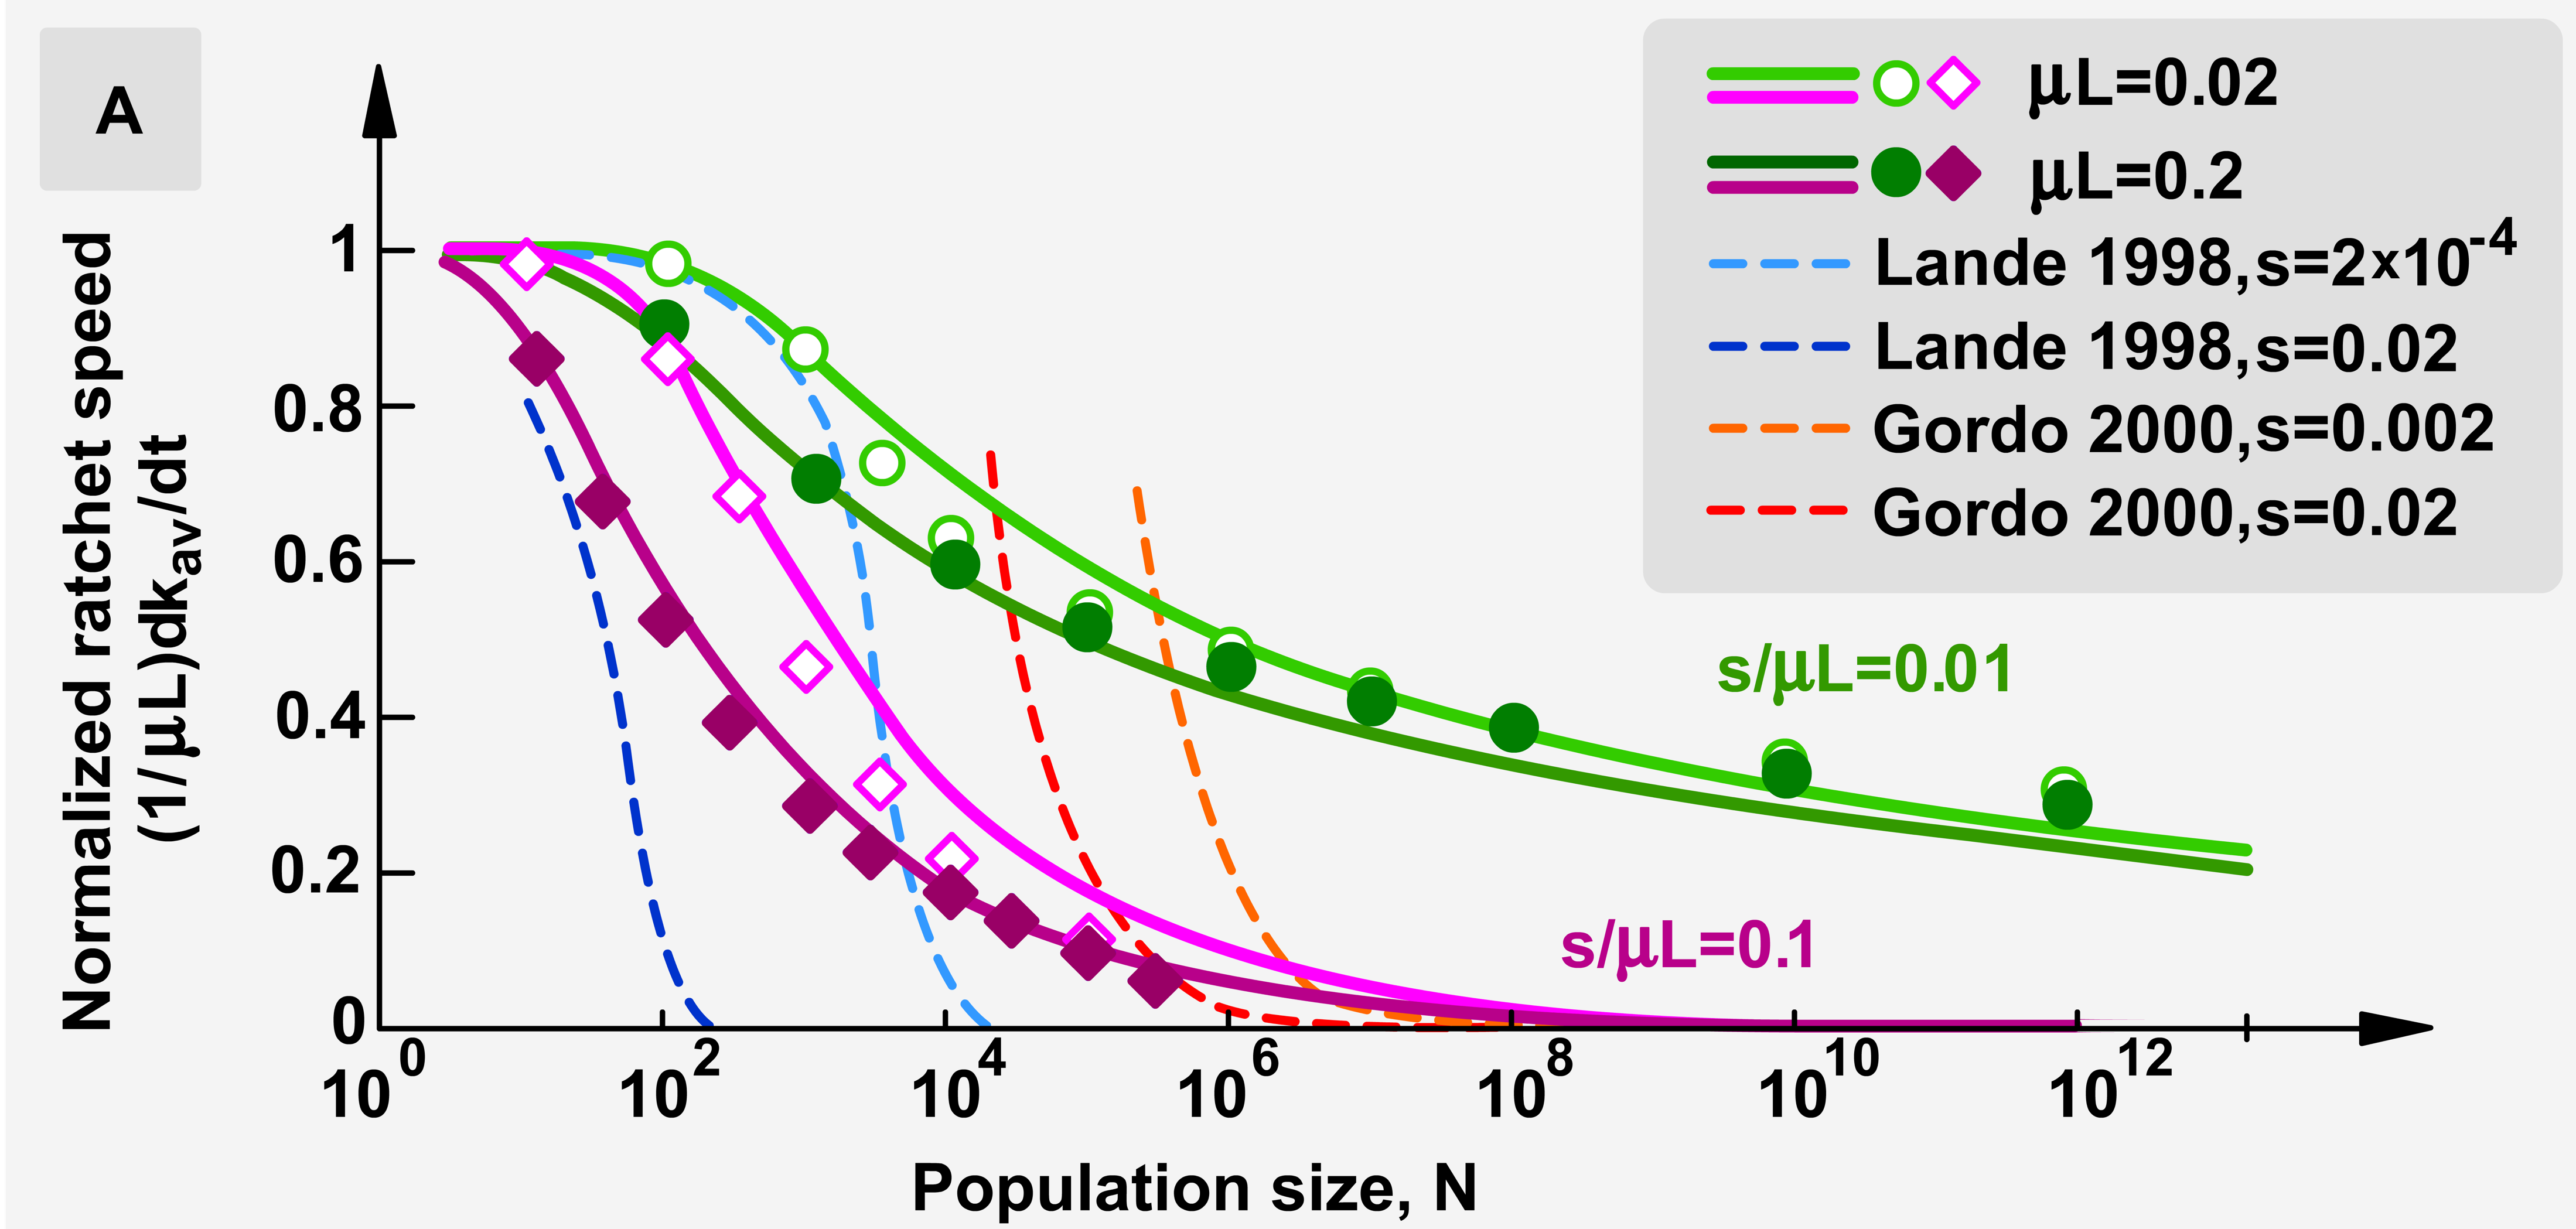 A
μL=0.02
μL=0.2
Lande 1998,s=2×10⁻⁴
Lande 1998,s=0.02
Gordo 2000,s=0.002
Gordo 2000,s=0.02
Normalized ratchet speed
(1/μL)dkₐᵥ/dt
1
0.8
0.6
0.4
0.2
0
s/μL=0.01
s/μL=0.1
10⁰ 10² 10⁴ 10⁶ 10⁸ 10¹⁰ 10¹²
Population size, N